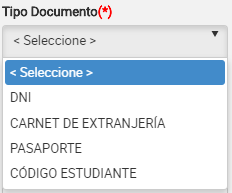 Tipo Documento(*)
< Seleccione >
< Seleccione >
DNI
CARNET DE EXTRANJERÍA
PASAPORTE
CÓDIGO ESTUDIANTE